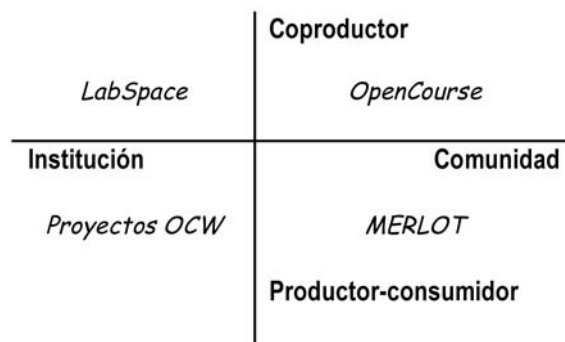 Coproductor
LabSpace OpenCourse
Institución Comunidad
Proyectos OCW MERLOT
Productor-consumidor